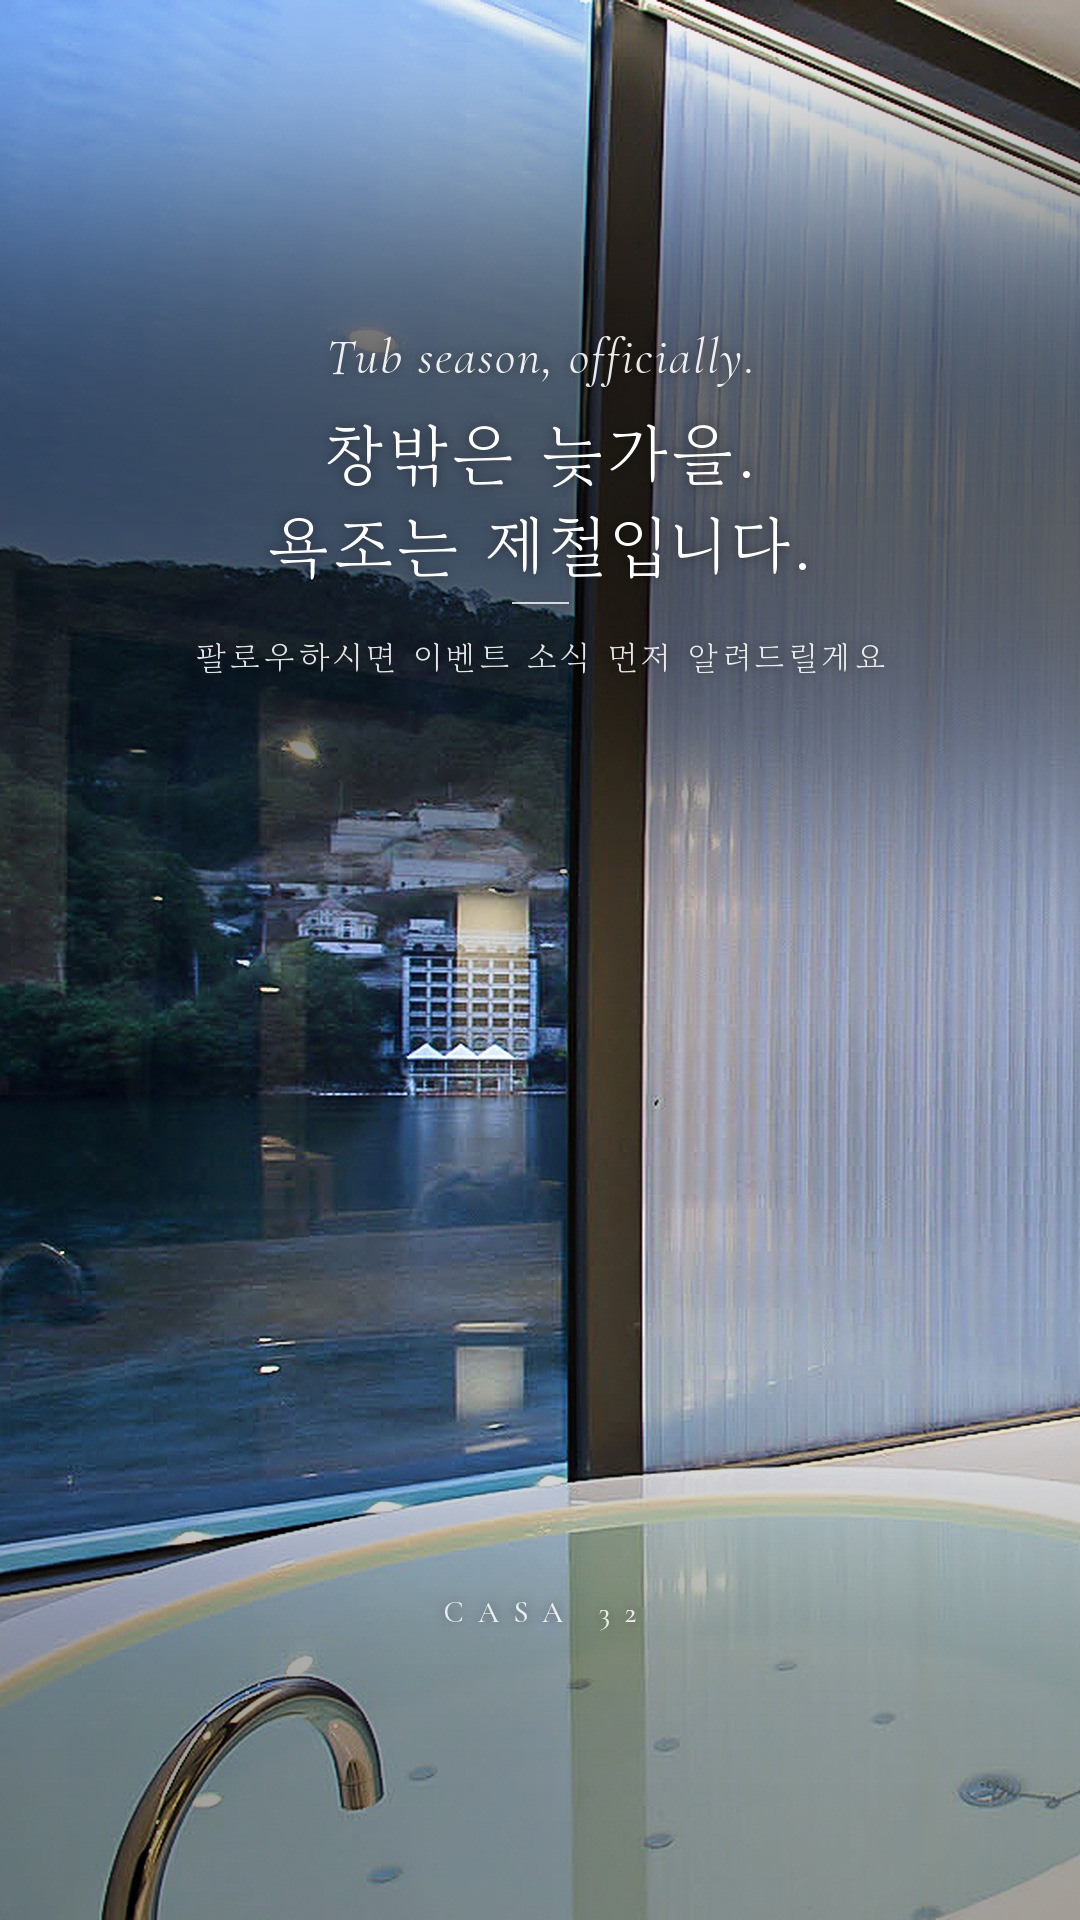 Tub season, officially.
창밖은 늦가을.
욕조는 제철입니다.
팔로우하시면 이벤트 소식 먼저 알려드릴게요
CASA 32